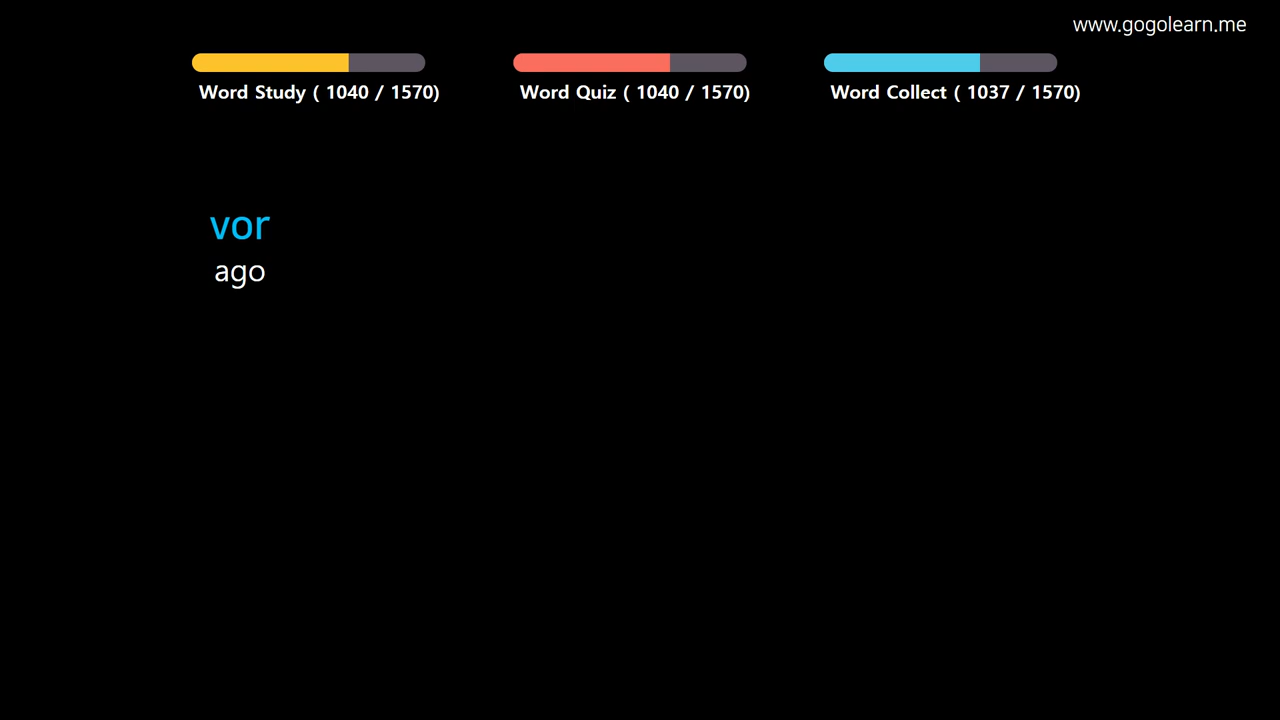 www.gogolearn.me
Word Study ( 1040 / 1570)
Word Quiz ( 1040 / 1570)
Word Collect ( 1037 / 1570)
vor
ago